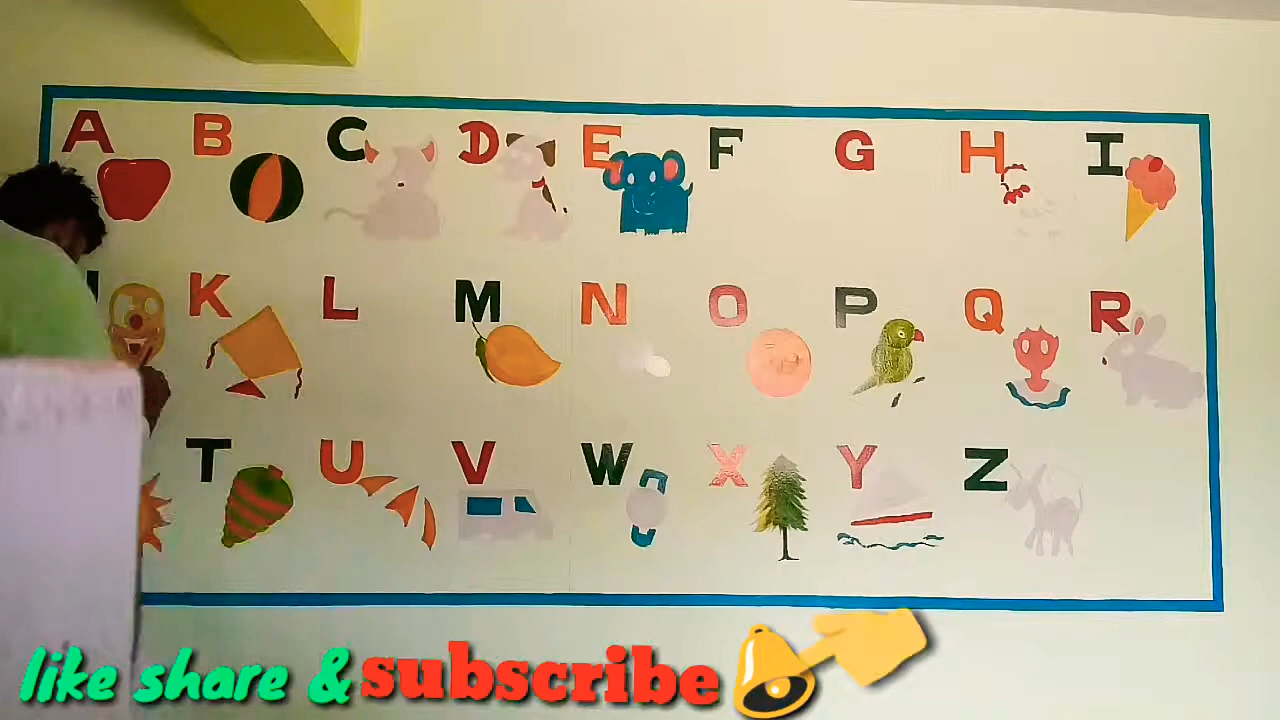 A B C D E F G H I
K L M N O P Q R
T U V W X Y Z
like share & subscribe